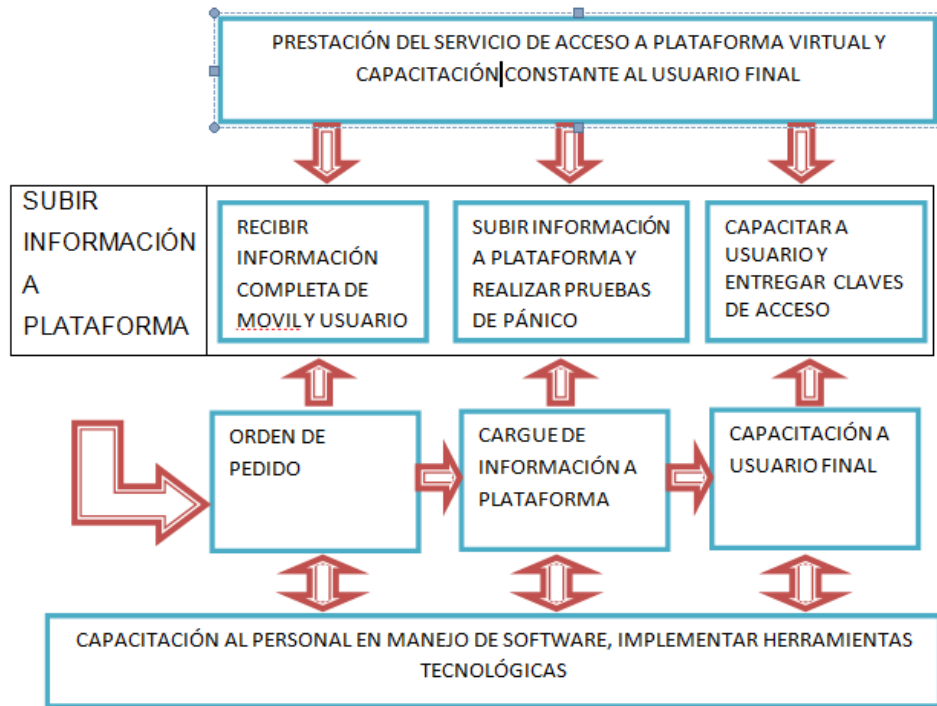 PRESTACIÓN DEL SERVICIO DE ACCESO A PLATAFORMA VIRTUAL Y
CAPACITACIÓN CONSTANTE AL USUARIO FINAL
SUBIR
INFORMACIÓN
A
PLATAFORMA
RECIBIR
INFORMACIÓN
COMPLETA DE
MOVIL Y USUARIO
SUBIR INFORMACIÓN
A PLATAFORMA Y
REALIZAR PRUEBAS
DE PÁNICO
CAPACITAR A
USUARIO Y
ENTREGAR CLAVES
DE ACCESO
ORDEN DE
PEDIDO
CARGUE DE
INFORMACIÓN A
PLATAFORMA
CAPACITACIÓN A
USUARIO FINAL
CAPACITACIÓN AL PERSONAL EN MANEJO DE SOFTWARE, IMPLEMENTAR HERRAMIENTAS
TECNOLÓGICAS